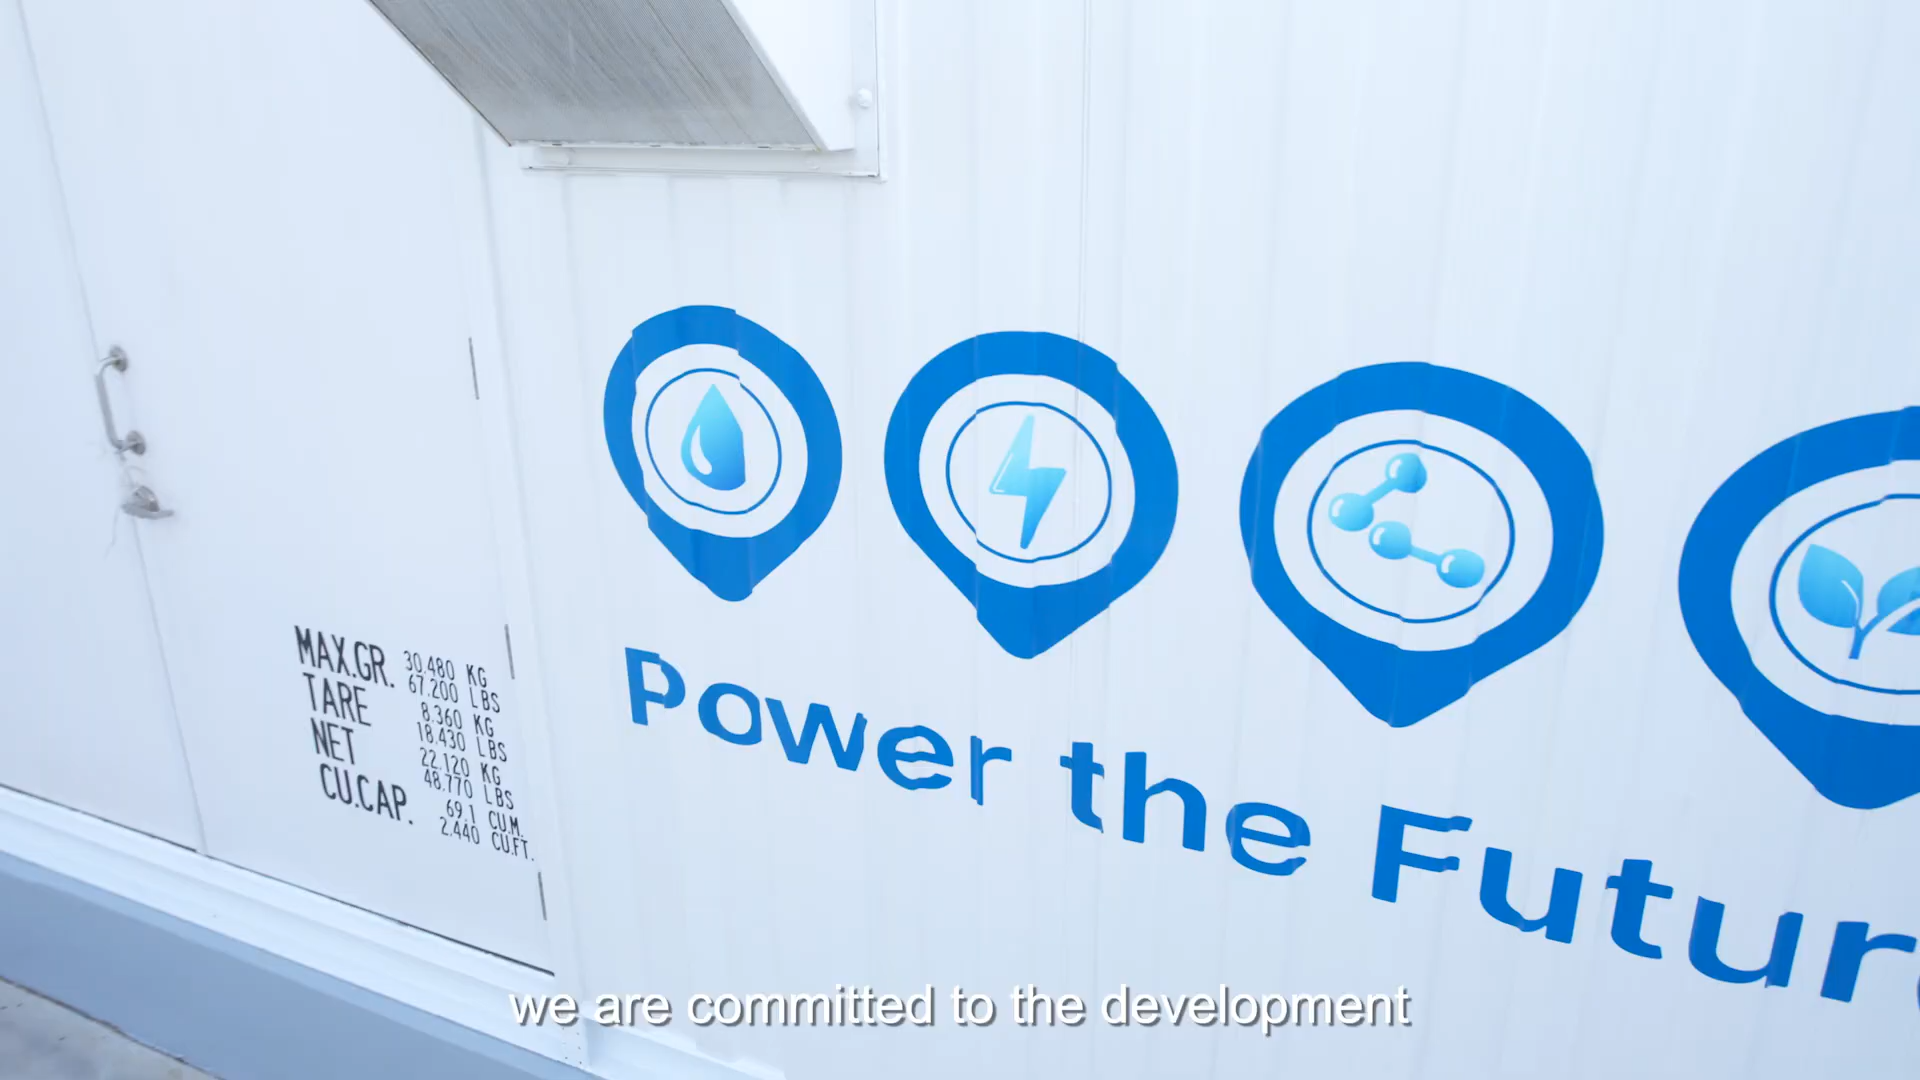 MAX.GR. 30.480 KG
67.200 LBS
TARE 8.360 KG
18.430 LBS
NET 22.120 KG
48.770 LBS
CU.CAP. 69.1 CU.M.
2.440 CU.FT.
Power the Future
we are committed to the development